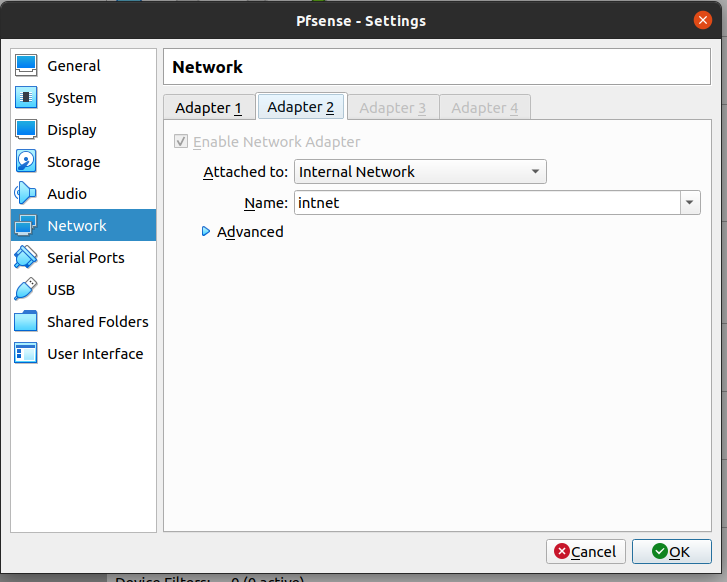 Pfsense - Settings
General
System
Display
Storage
Audio
Network
Serial Ports
USB
Shared Folders
User Interface
Network
Adapter 1 Adapter 2 Adapter 3 Adapter 4
Enable Network Adapter
Attached to: Internal Network
Name: intnet
Advanced
Cancel OK
Device Filters: 0 (0 active)